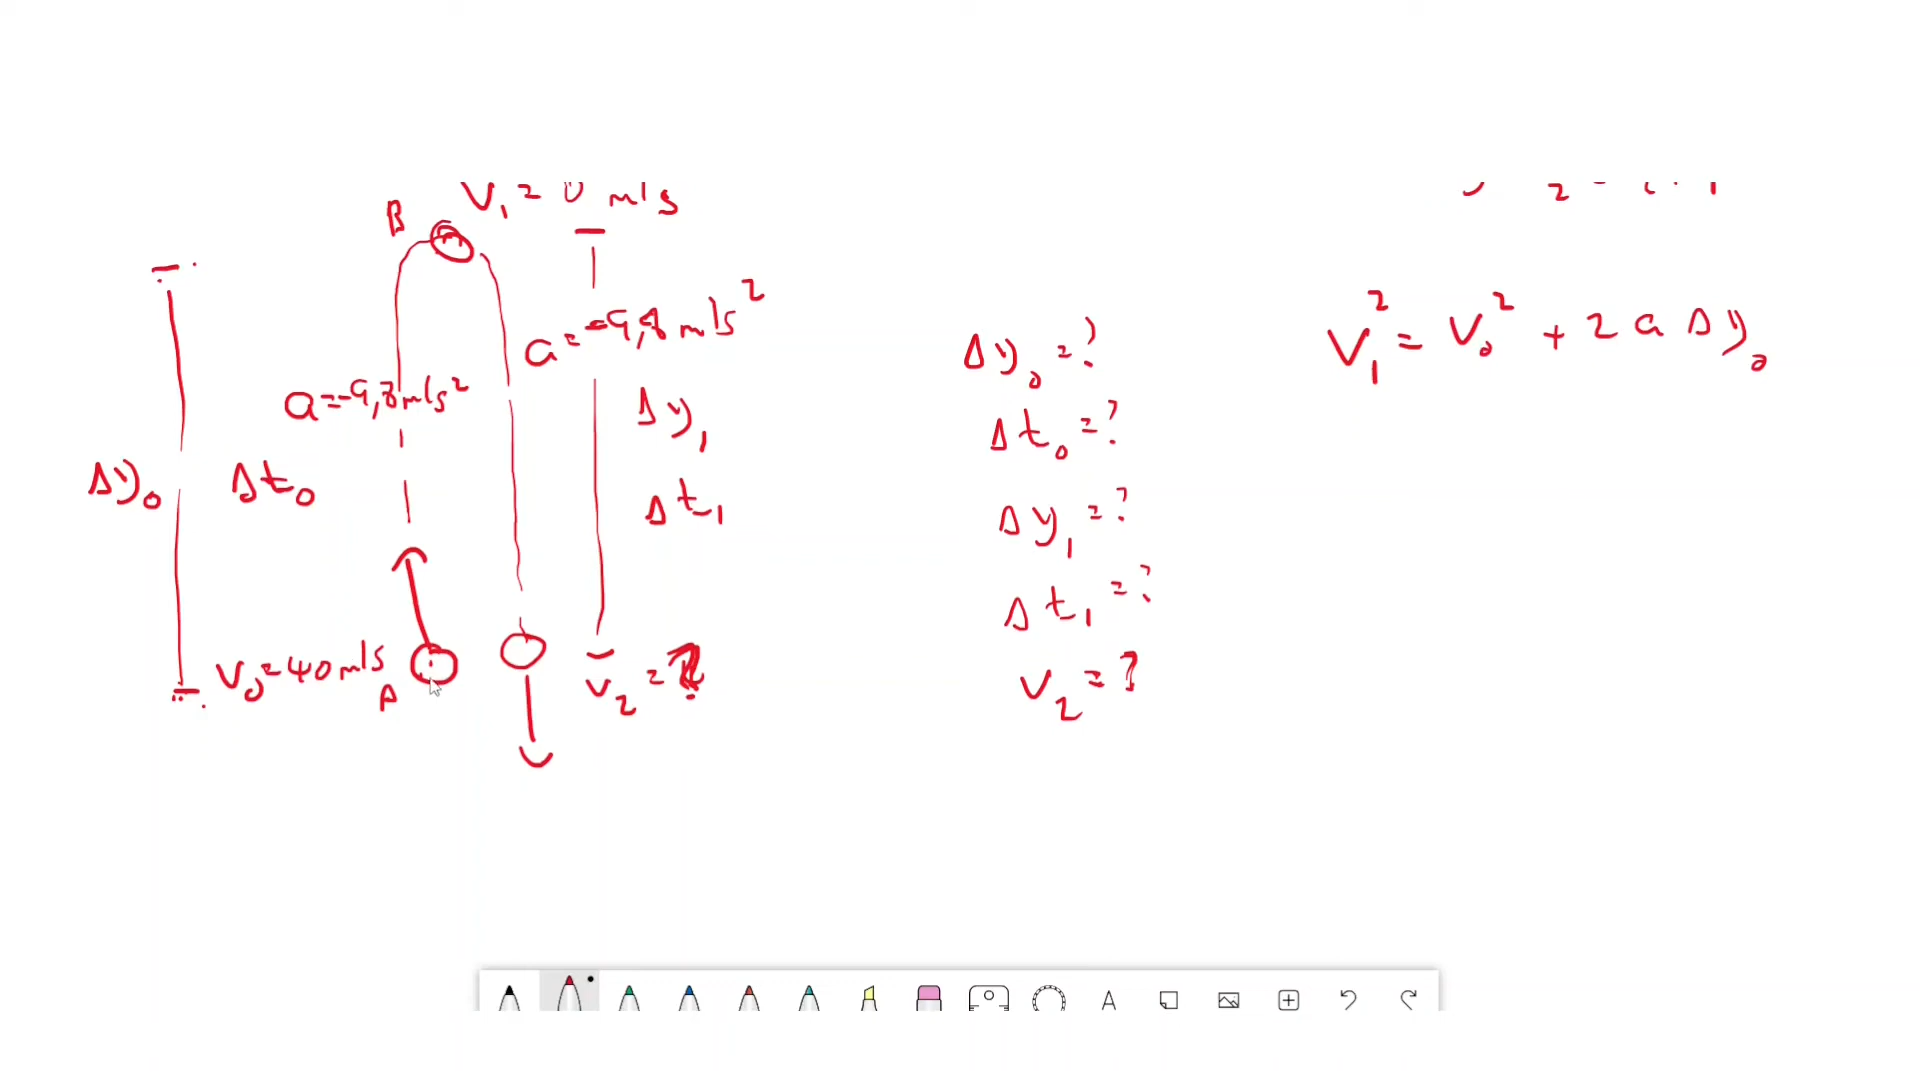 V₁ = 0 m/s
B
a = -9,8 m/s²
a = -9,8 m/s²
Δy₁
Δy₀
Δt₀
Δt₁
V₀ = 40 m/s
A
V₂ =
Δy₀ = ?
Δt₀ = ?
Δy₁ = ?
Δt₁ = ?
V₂ = ?
V₁² = V₀² + 2 a Δy₀
A